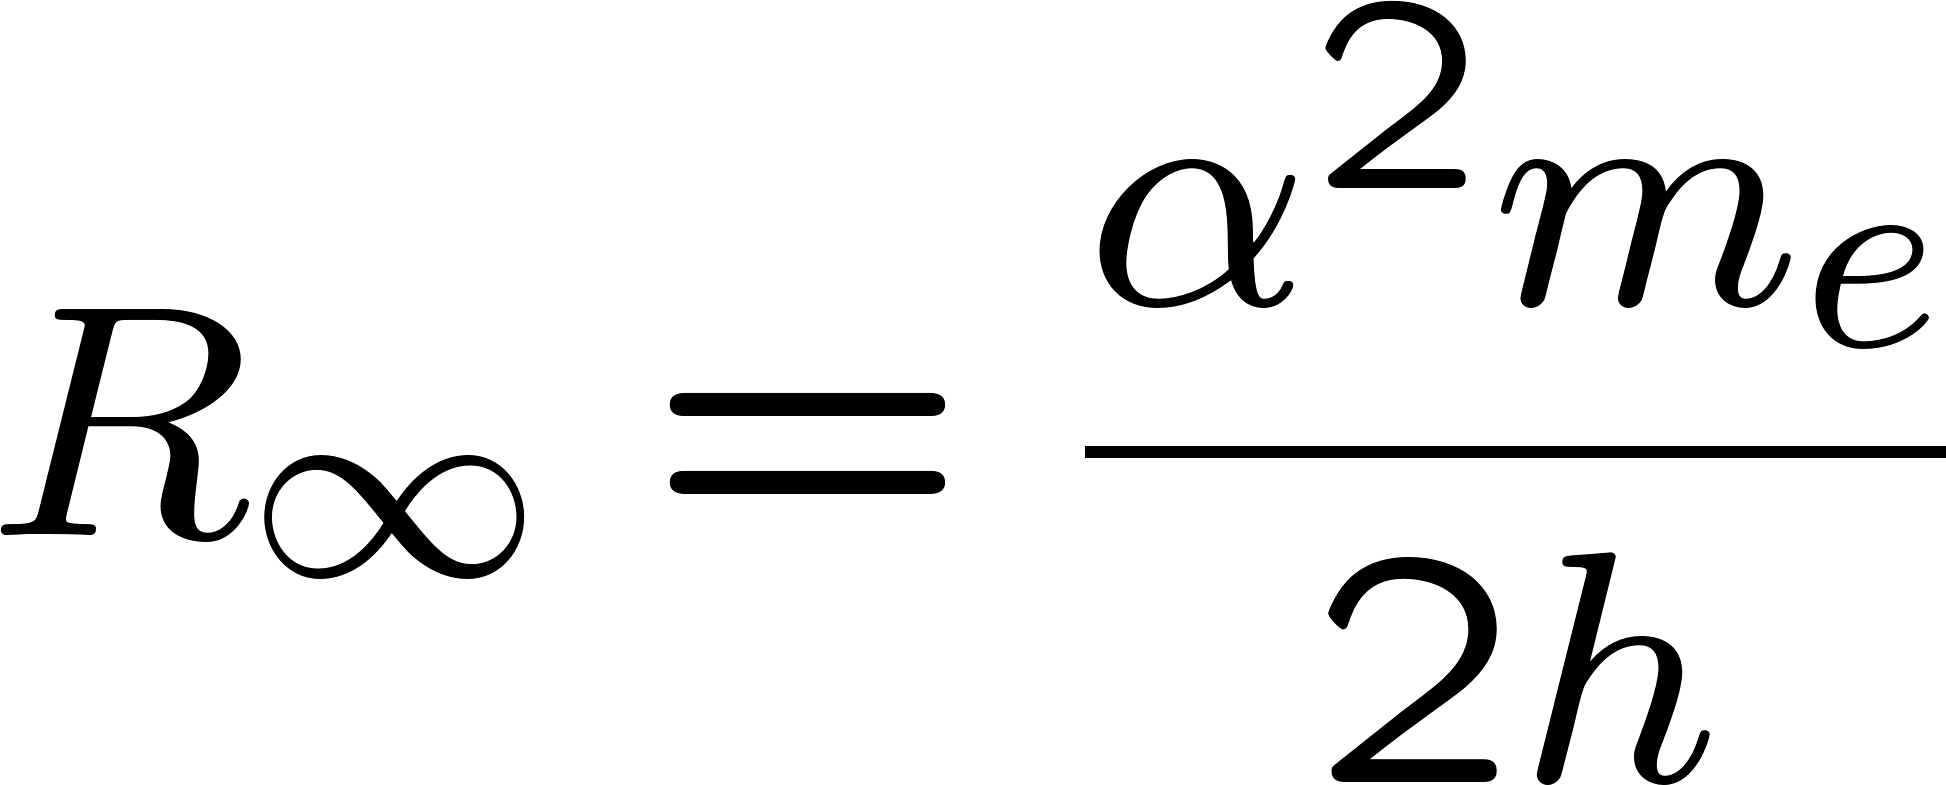 R∞ = α²mₑ / 2h